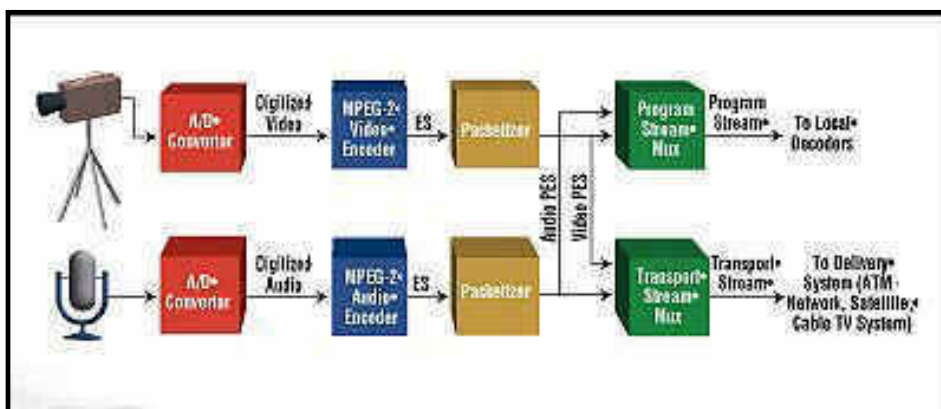 A/D•
Converter
Digitized
Video
MPEG-2•
Video•
Encoder
ES
Packetizer
Program
Stream•
Mux
Program
Stream•
To Local•
Decoders
Audio PES
Video PES
A/D•
Converter
Digitized
Audio
MPEG-2•
Audio•
Encoder
ES
Packetizer
Transport•
Stream•
Mux
Transport•
Stream•
To Delivery•
System (ATM•
Network, Satellite,•
Cable TV System)